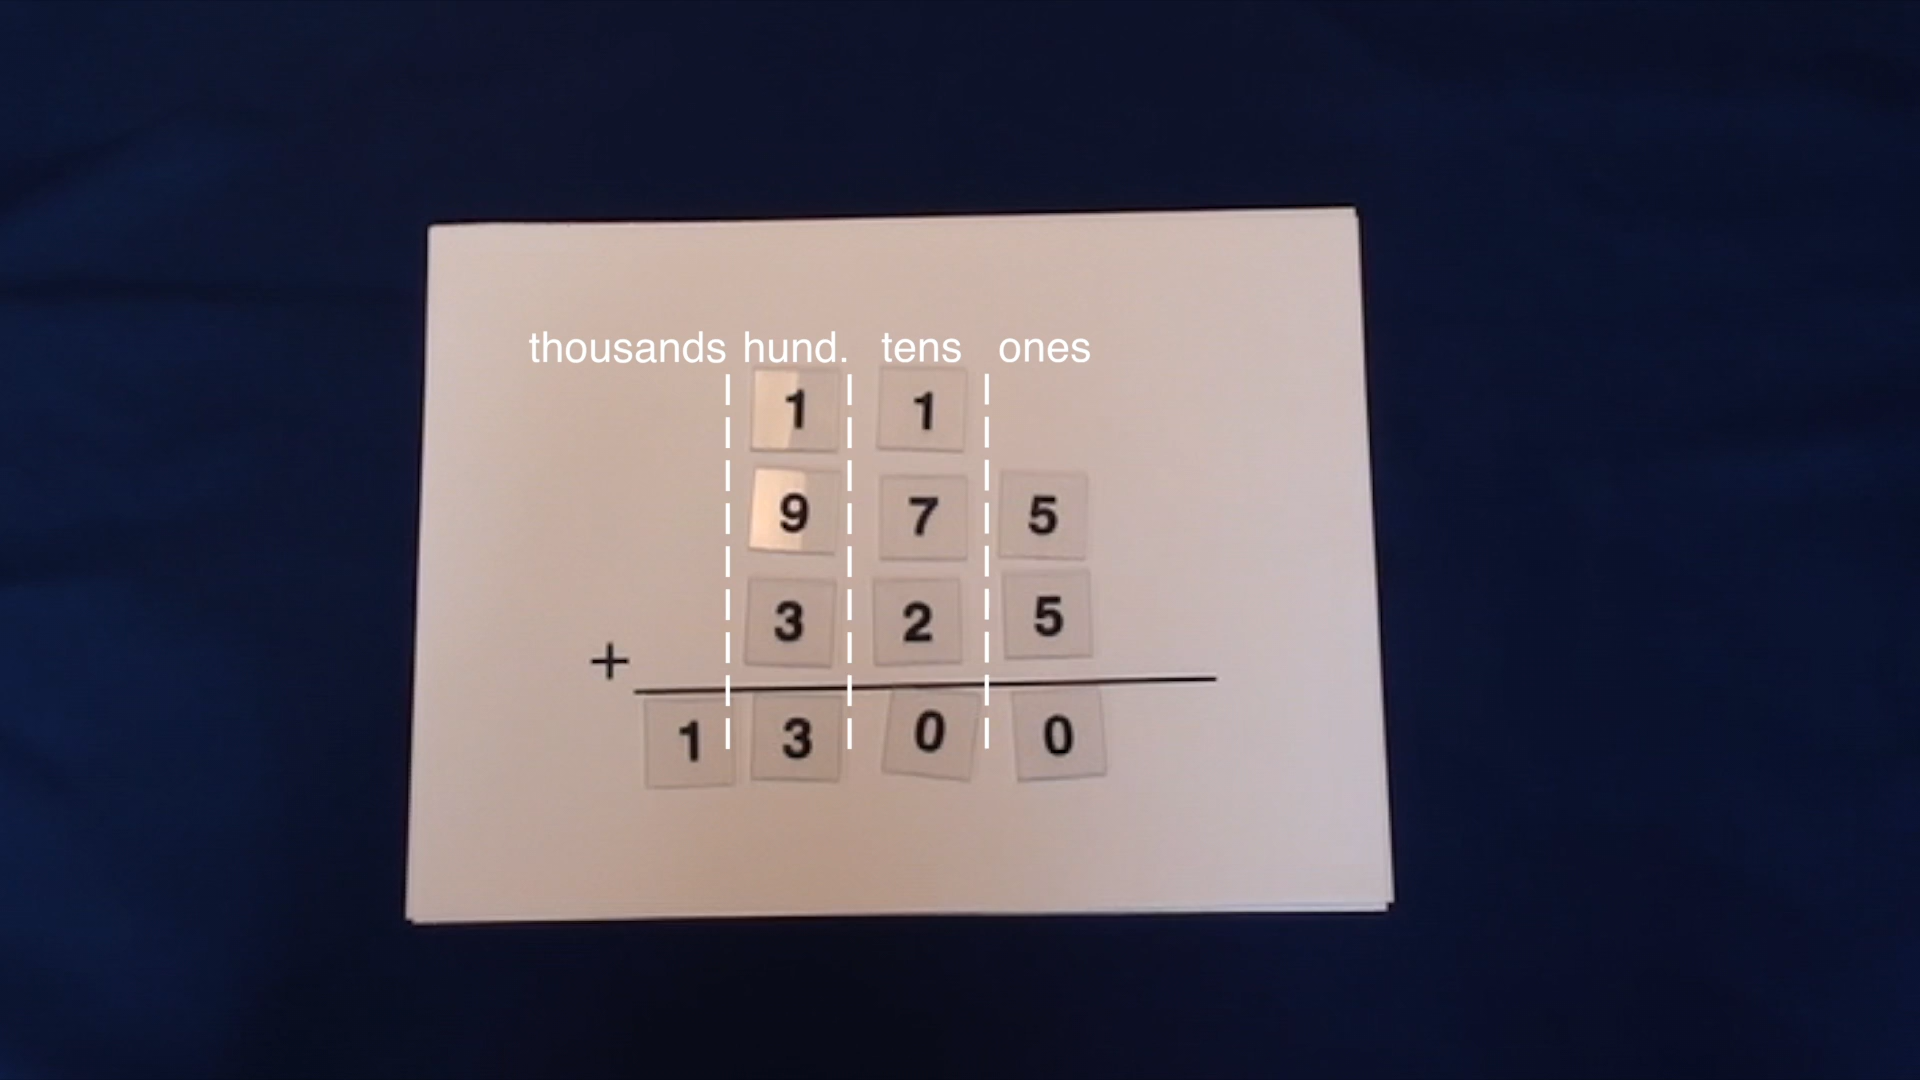 thousands hund. tens ones
1 1
9 7 5
3 2 5
+
1 3 0 0